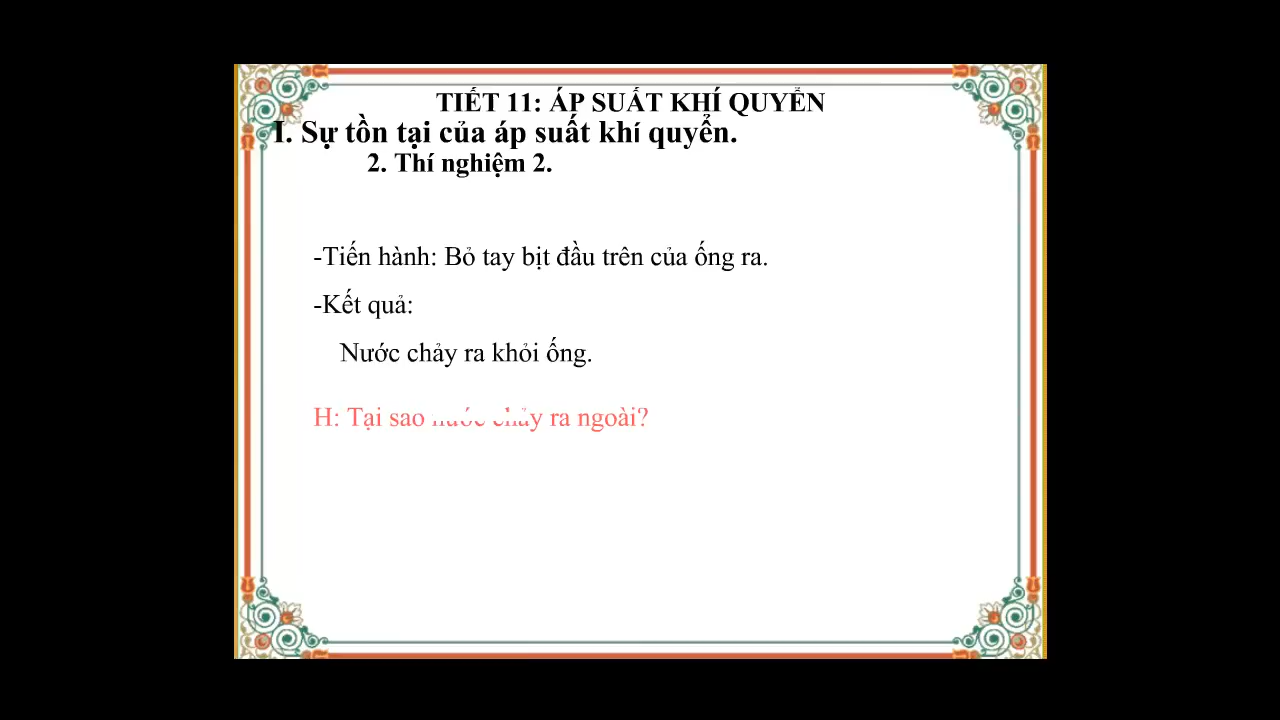 TIẾT 11: ÁP SUẤT KHÍ QUYỂN
I. Sự tồn tại của áp suất khí quyển.
2. Thí nghiệm 2.
-Tiến hành: Bỏ tay bịt đầu trên của ống ra.
-Kết quả:
Nước chảy ra khỏi ống.
H: Tại sao nước chảy ra ngoài?